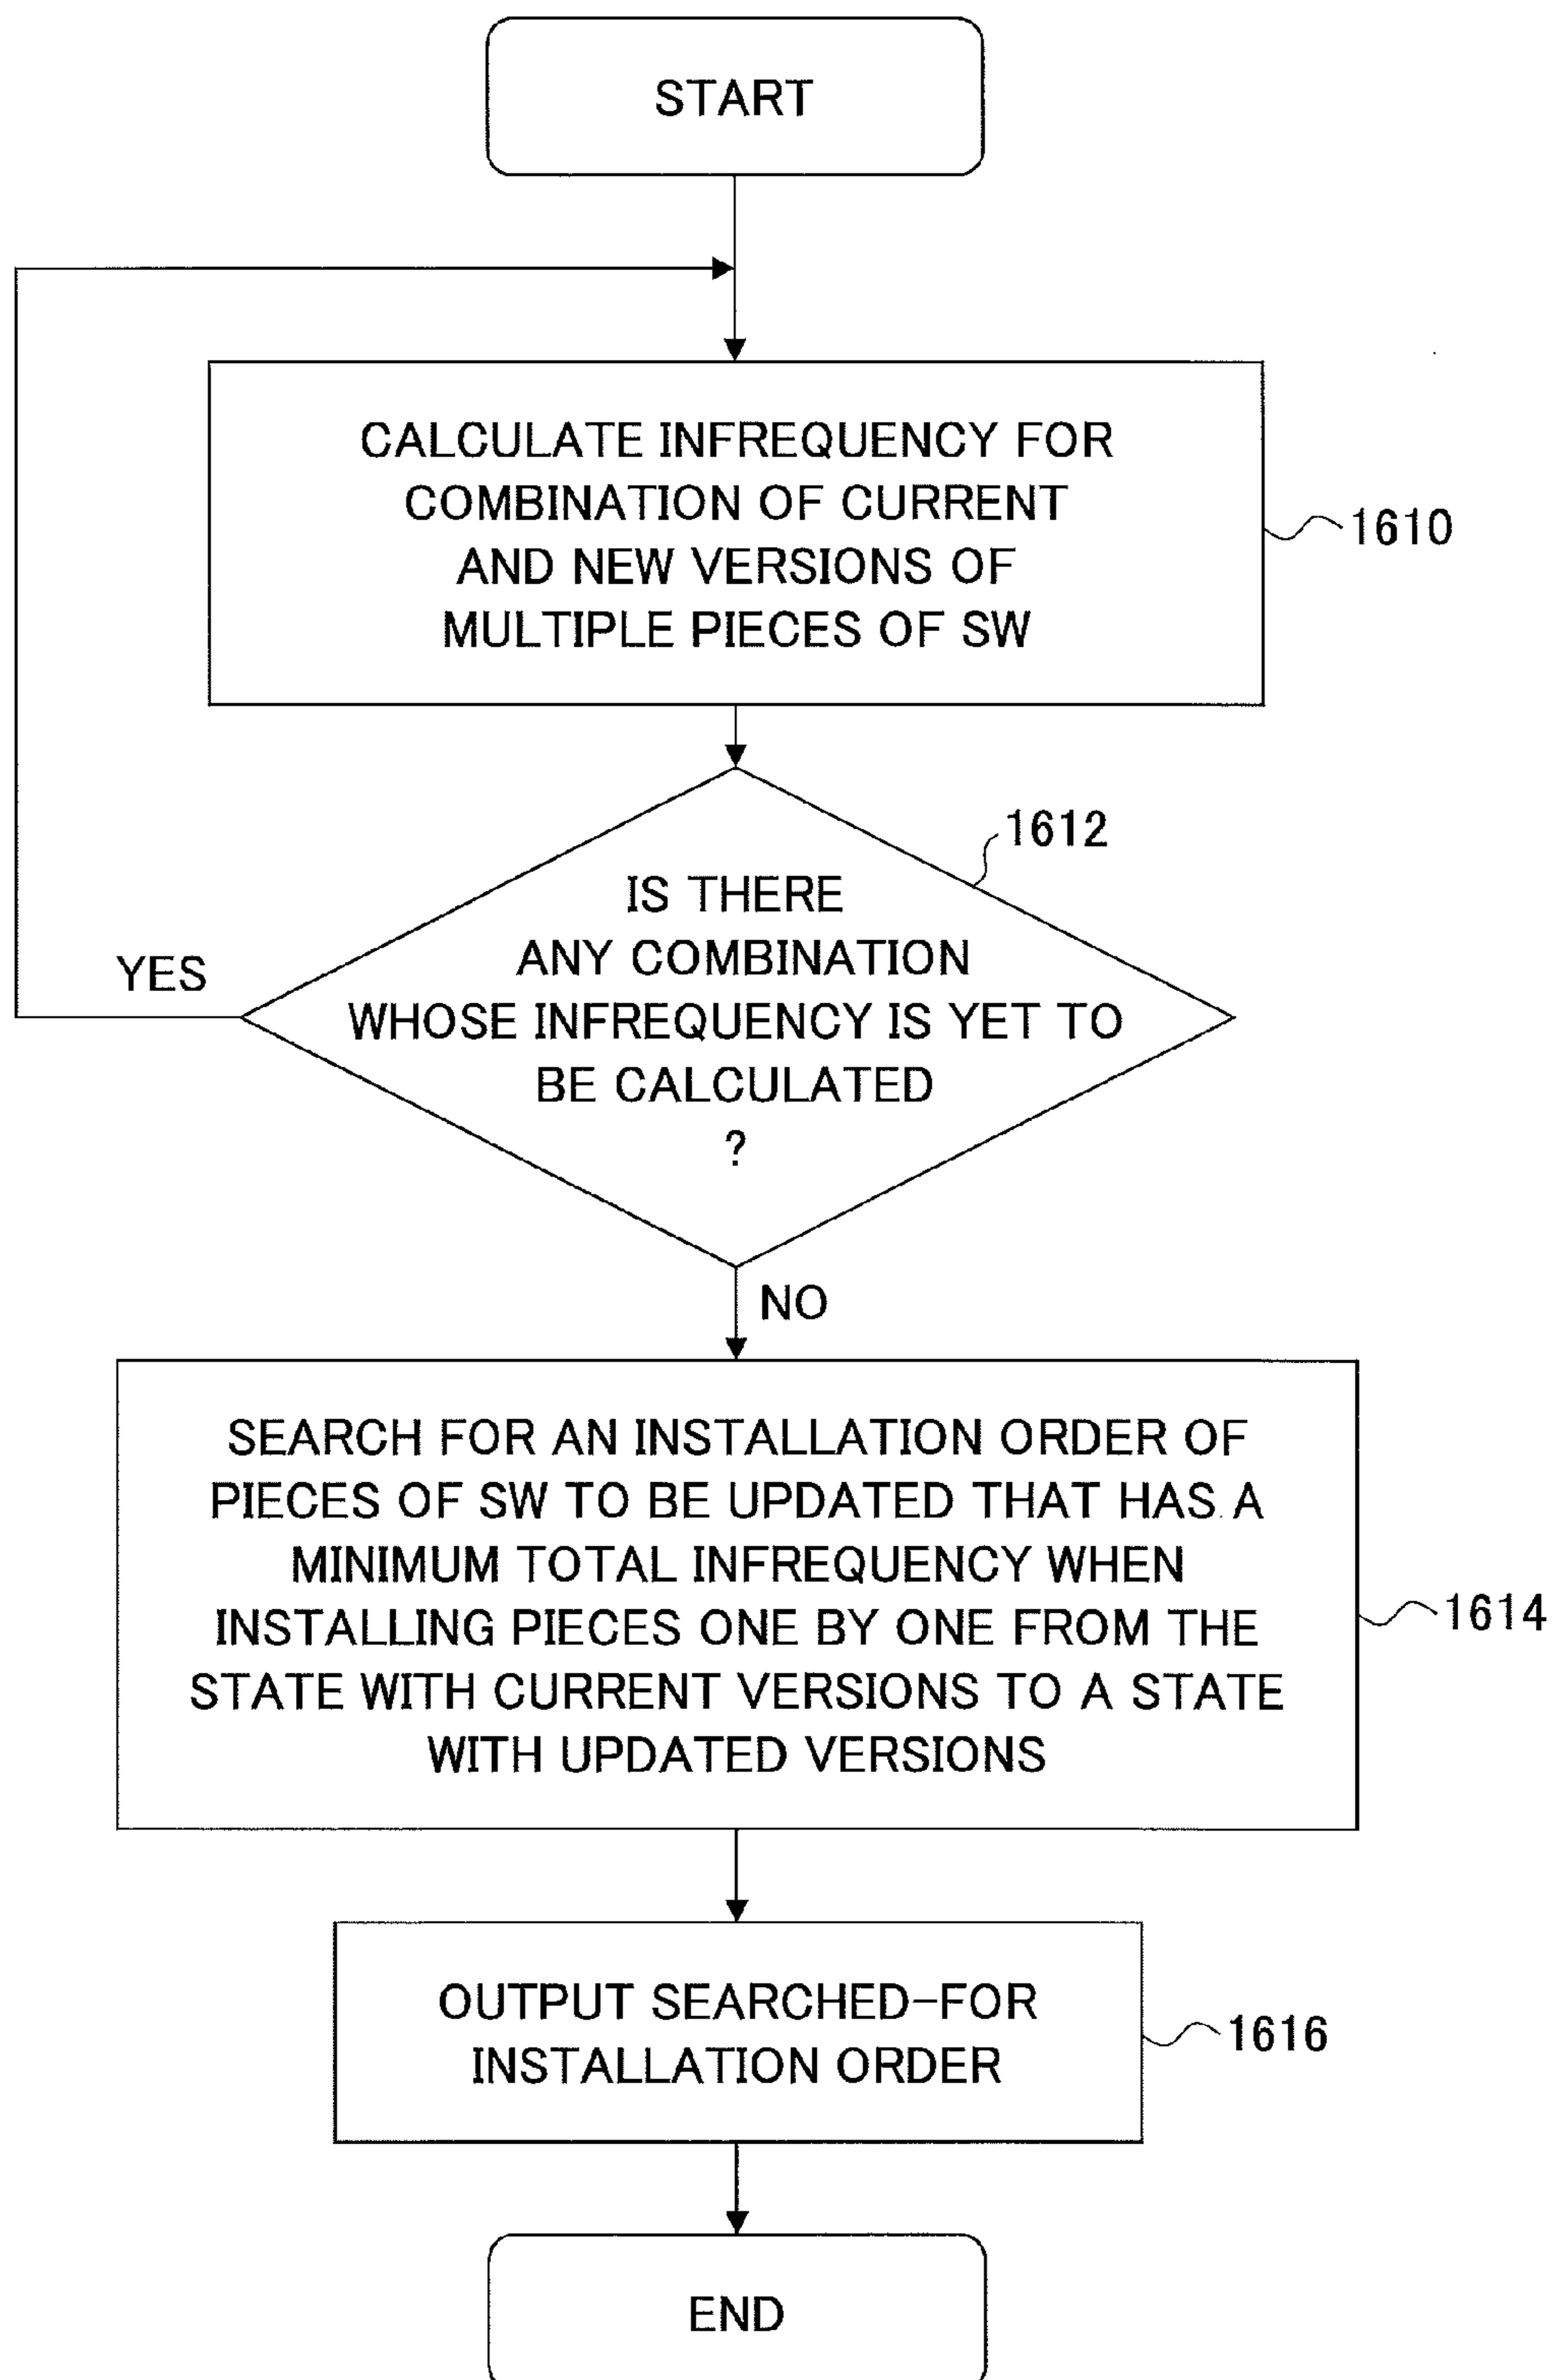 START
CALCULATE INFREQUENCY FOR
COMBINATION OF CURRENT
AND NEW VERSIONS OF
MULTIPLE PIECES OF SW
1610
1612
IS THERE
ANY COMBINATION
WHOSE INFREQUENCY IS YET TO
BE CALCULATED
?
YES
NO
SEARCH FOR AN INSTALLATION ORDER OF
PIECES OF SW TO BE UPDATED THAT HAS A
MINIMUM TOTAL INFREQUENCY WHEN
INSTALLING PIECES ONE BY ONE FROM THE
STATE WITH CURRENT VERSIONS TO A STATE
WITH UPDATED VERSIONS
1614
OUTPUT SEARCHED-FOR
INSTALLATION ORDER
1616
END